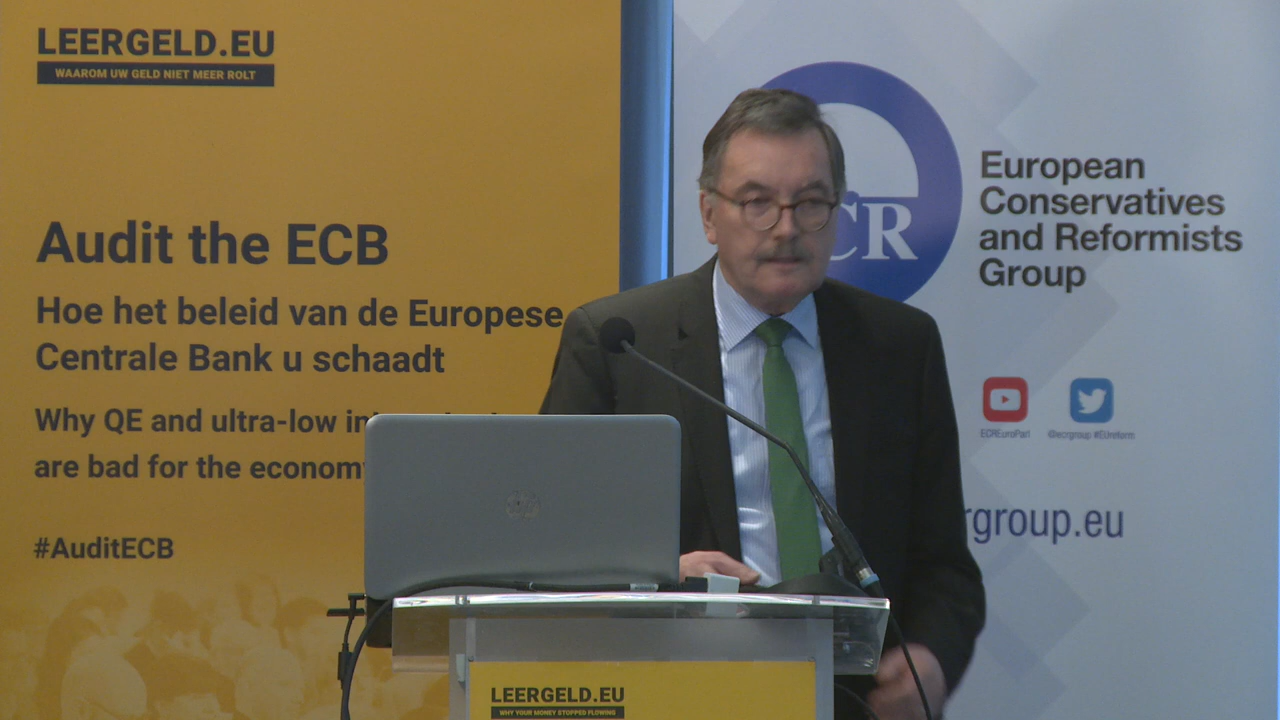 LEERGELD.EU
WAAROM UW GELD NIET MEER ROLT
Audit the ECB
Hoe het beleid van de Europese
Centrale Bank u schaadt
Why QE and ultra-low
are bad for the economy
#AuditECB
CR
European
Conservatives
and Reformists
Group
ECREuroParl
@ecrgroup #EUreform
rgroup.eu
LEERGELD.EU
WHY YOUR MONEY STOPPED FLOWING